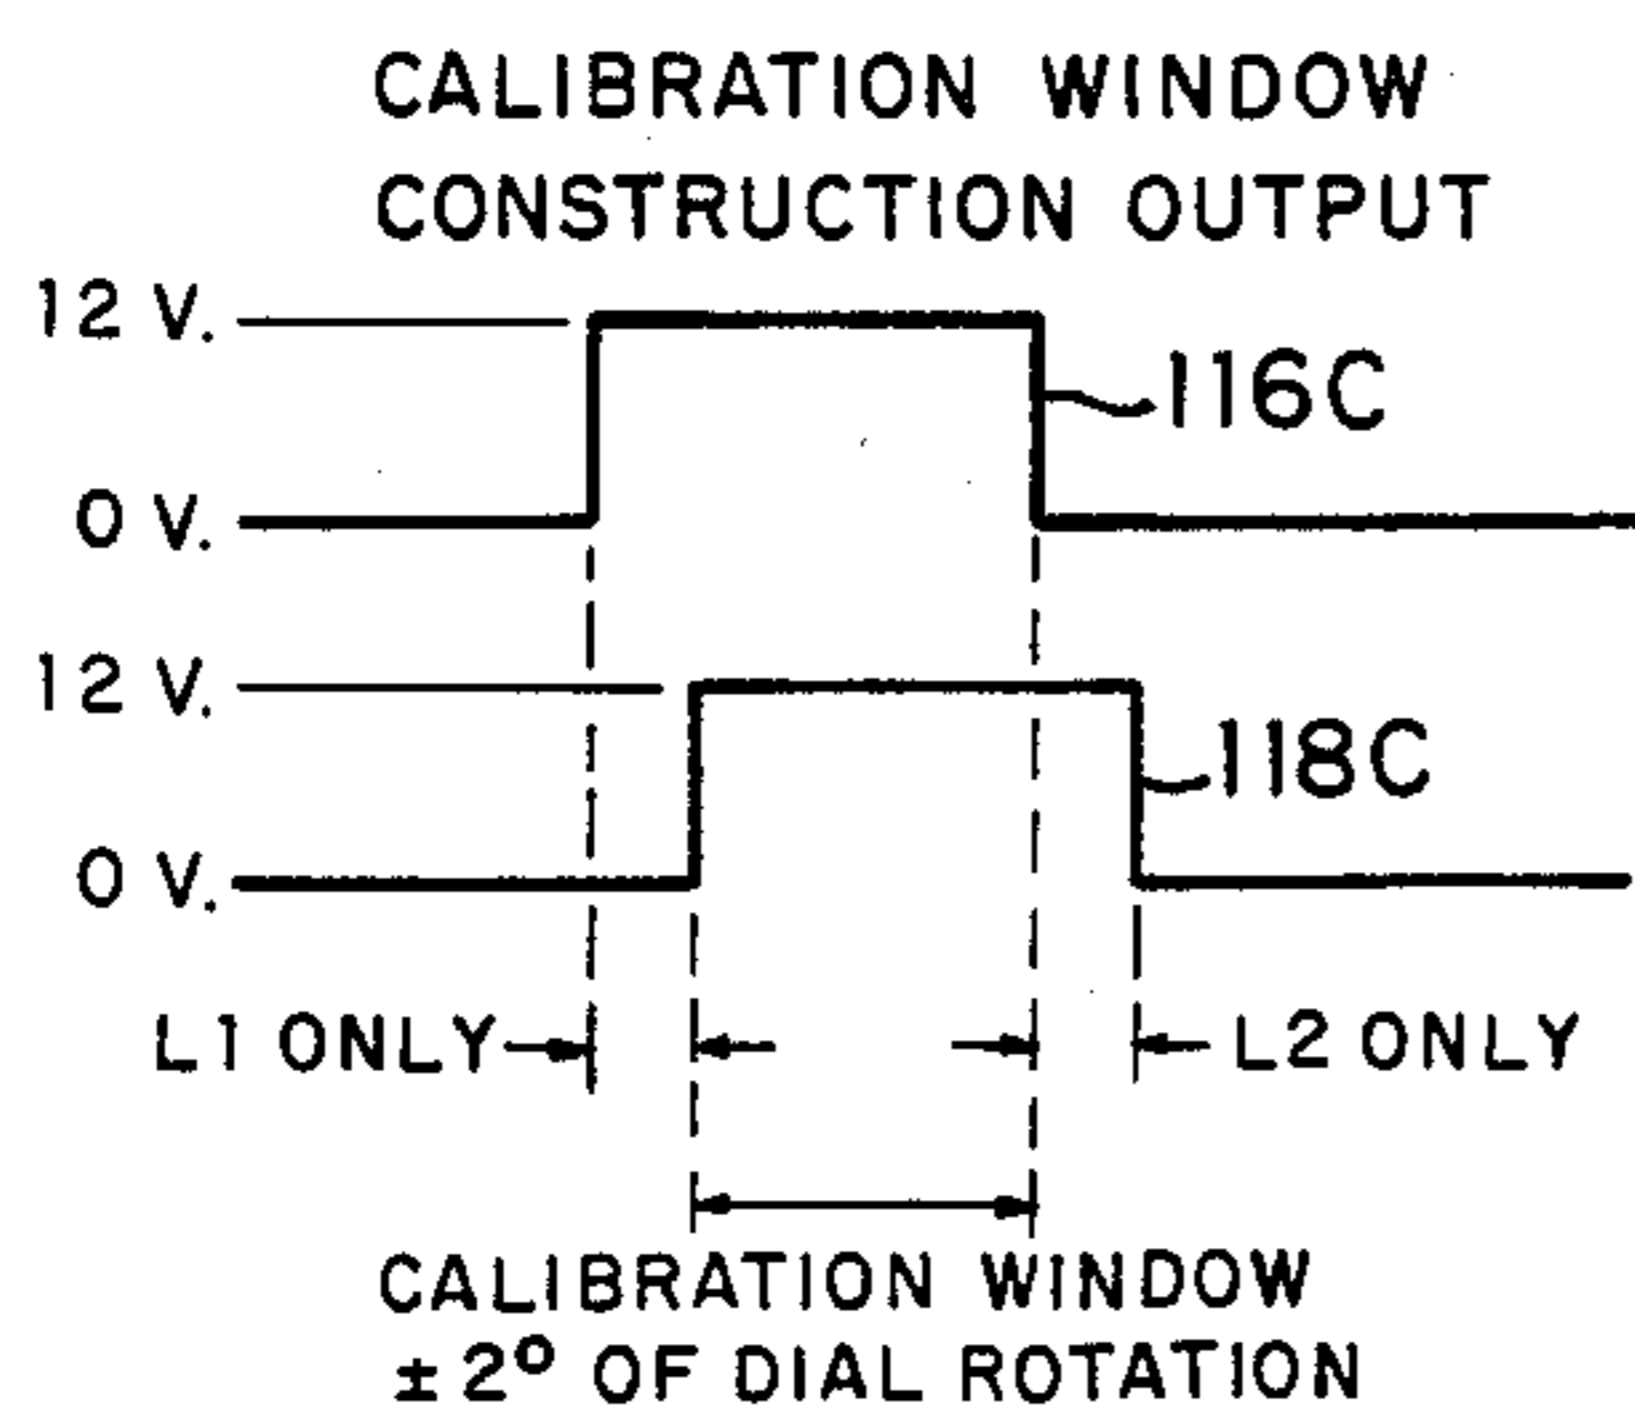 CALIBRATION WINDOW
CONSTRUCTION OUTPUT
12 V.
116C
0 V.
12 V.
118C
0 V.
L1 ONLY
L2 ONLY
CALIBRATION WINDOW
± 2° OF DIAL ROTATION